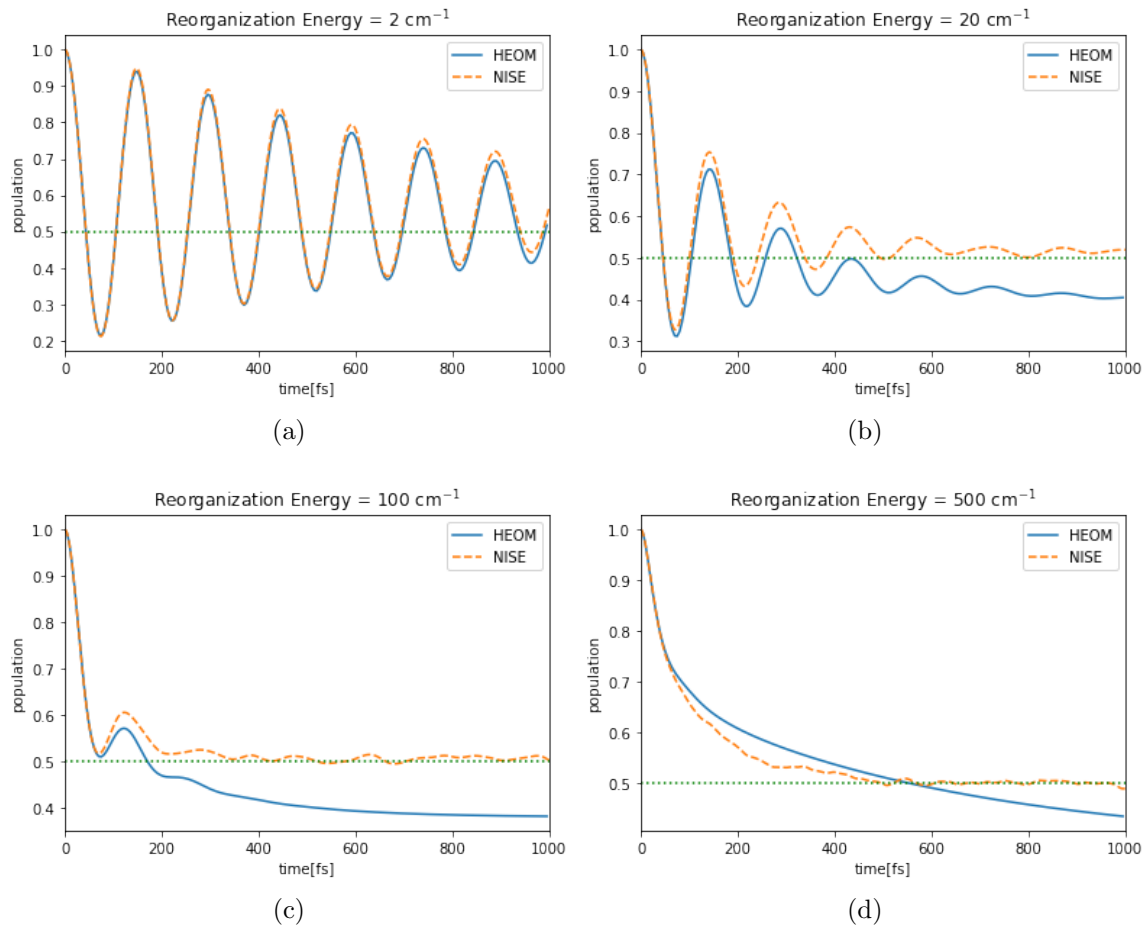 Reorganization Energy = 2 cm⁻¹
1.0
0.9
0.8
0.7
0.6
0.5
0.4
0.3
0.2
population
HEOM
NISE
0 200 400 600 800 1000
time[fs]
(a)
Reorganization Energy = 20 cm⁻¹
1.0
0.9
0.8
0.7
0.6
0.5
0.4
0.3
population
HEOM
NISE
0 200 400 600 800 1000
time[fs]
(b)
Reorganization Energy = 100 cm⁻¹
1.0
0.9
0.8
0.7
0.6
0.5
0.4
population
HEOM
NISE
0 200 400 600 800 1000
time[fs]
(c)
Reorganization Energy = 500 cm⁻¹
1.0
0.9
0.8
0.7
0.6
0.5
population
HEOM
NISE
0 200 400 600 800 1000
time[fs]
(d)